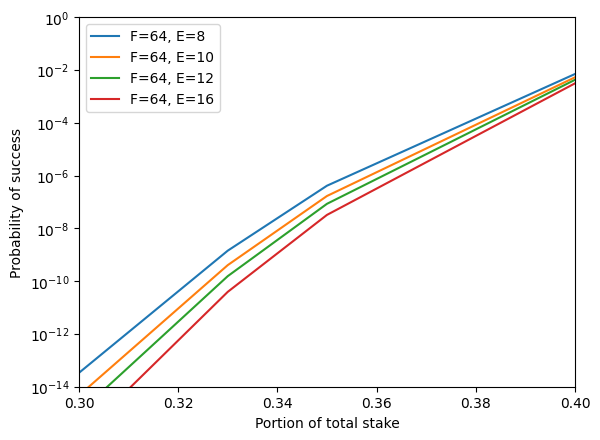 10^0
10^-2
10^-4
10^-6
10^-8
10^-10
10^-12
10^-14
Probability of success
F=64, E=8
F=64, E=10
F=64, E=12
F=64, E=16
0.30 0.32 0.34 0.36 0.38 0.40
Portion of total stake